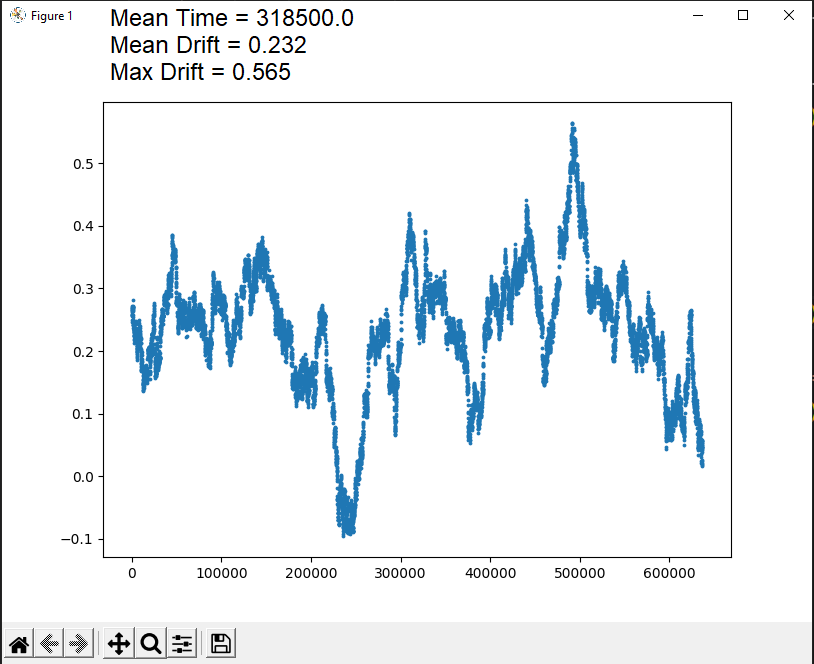 Figure 1
Mean Time = 318500.0
Mean Drift = 0.232
Max Drift = 0.565
0.5
0.4
0.3
0.2
0.1
0.0
−0.1
0 100000 200000 300000 400000 500000 600000